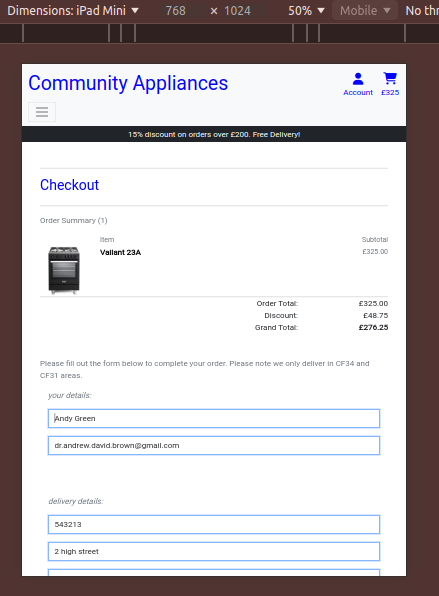 Dimensions: iPad Mini ▼ 768 × 1024 50% ▼ Mobile ▼ No thr
Community Appliances
Account £325
15% discount on orders over £200. Free Delivery!
Checkout
Order Summary (1)
Item Subtotal
Valiant 23A £325.00
Order Total: £325.00
Discount: £48.75
Grand Total: £276.25
Please fill out the form below to complete your order. Please note we only deliver in CF34 and
CF31 areas.
your details:
Andy Green
dr.andrew.david.brown@gmail.com
delivery details:
543213
2 high street